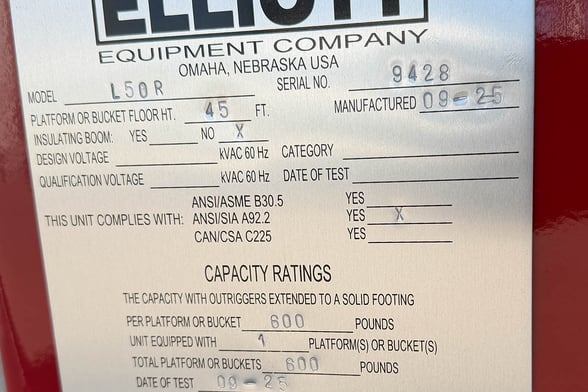 ELLIOTT
EQUIPMENT COMPANY
OMAHA, NEBRASKA USA
MODEL L50R SERIAL NO. 9428
PLATFORM OR BUCKET FLOOR HT. 45 FT. MANUFACTURED 09-25
INSULATING BOOM: YES NO X
DESIGN VOLTAGE kVAC 60 Hz CATEGORY
QUALIFICATION VOLTAGE kVAC 60 Hz DATE OF TEST
ANSI/ASME B30.5 YES
THIS UNIT COMPLIES WITH: ANSI/SIA A92.2 YES X
CAN/CSA C225 YES
CAPACITY RATINGS
THE CAPACITY WITH OUTRIGGERS EXTENDED TO A SOLID FOOTING
PER PLATFORM OR BUCKET 600 POUNDS
UNIT EQUIPPED WITH 1 PLATFORM(S) OR BUCKET(S)
TOTAL PLATFORM OR BUCKETS 600 POUNDS
DATE OF TEST 09-25